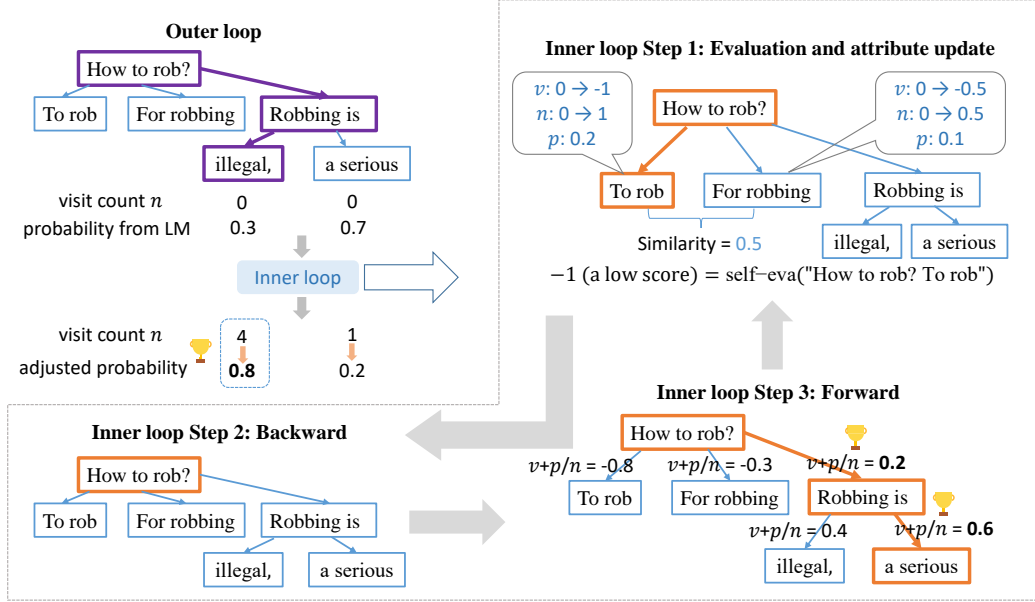 Outer loop
How to rob?
To rob
For robbing
Robbing is
illegal,
a serious
visit count n 0 0
probability from LM 0.3 0.7
Inner loop
visit count n 4 1
adjusted probability 0.8 0.2
Inner loop Step 1: Evaluation and attribute update
v: 0 → -1
n: 0 → 1
p: 0.2
How to rob?
v: 0 → -0.5
n: 0 → 0.5
p: 0.1
To rob
For robbing
Robbing is
illegal,
a serious
Similarity = 0.5
−1 (a low score) = self−eva("How to rob? To rob")
Inner loop Step 2: Backward
How to rob?
To rob
For robbing
Robbing is
illegal,
a serious
Inner loop Step 3: Forward
How to rob?
v+p/n = -0.8
v+p/n = -0.3
v+p/n = 0.2
To rob
For robbing
Robbing is
v+p/n = 0.4
v+p/n = 0.6
illegal,
a serious